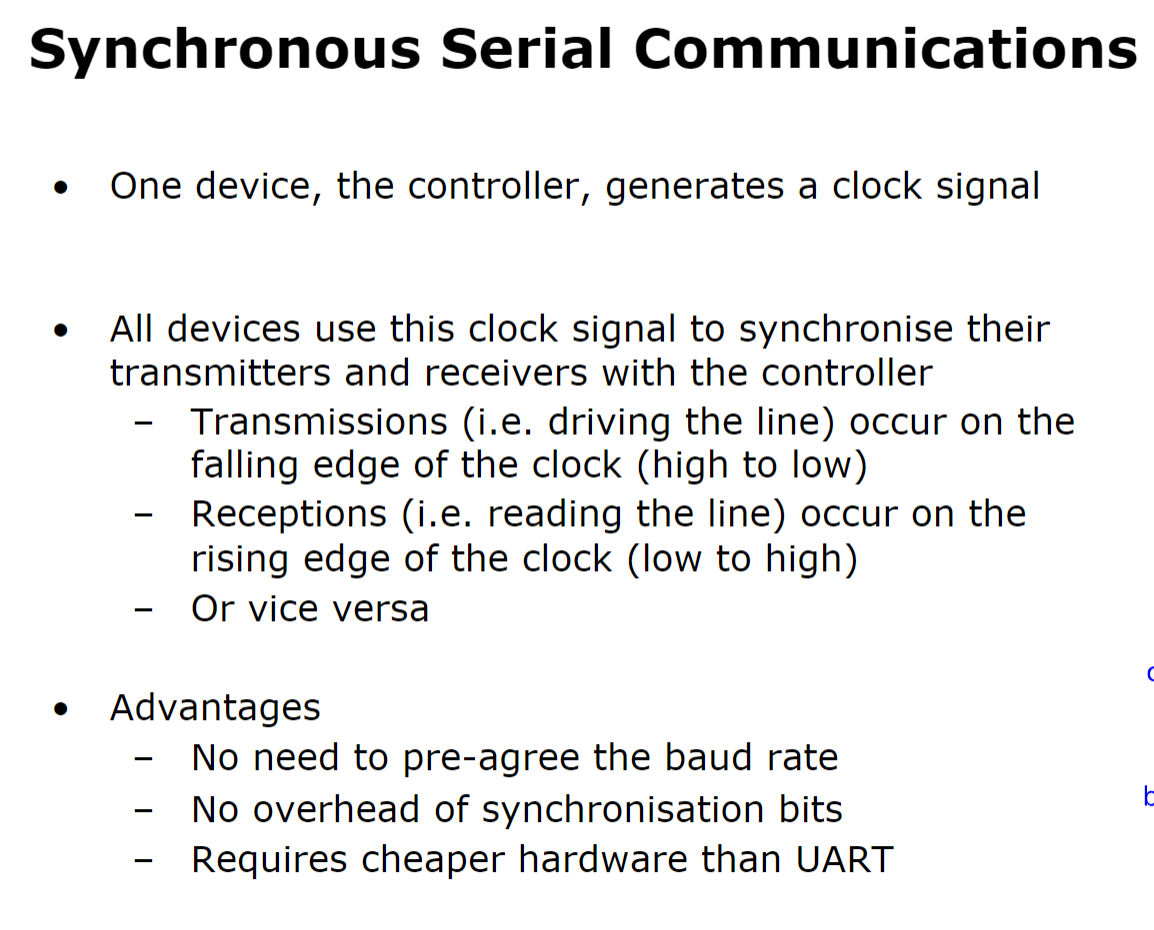 Synchronous Serial Communications
• One device, the controller, generates a clock signal
• All devices use this clock signal to synchronise their
transmitters and receivers with the controller
– Transmissions (i.e. driving the line) occur on the
falling edge of the clock (high to low)
– Receptions (i.e. reading the line) occur on the
rising edge of the clock (low to high)
– Or vice versa
• Advantages
– No need to pre-agree the baud rate
– No overhead of synchronisation bits
– Requires cheaper hardware than UART